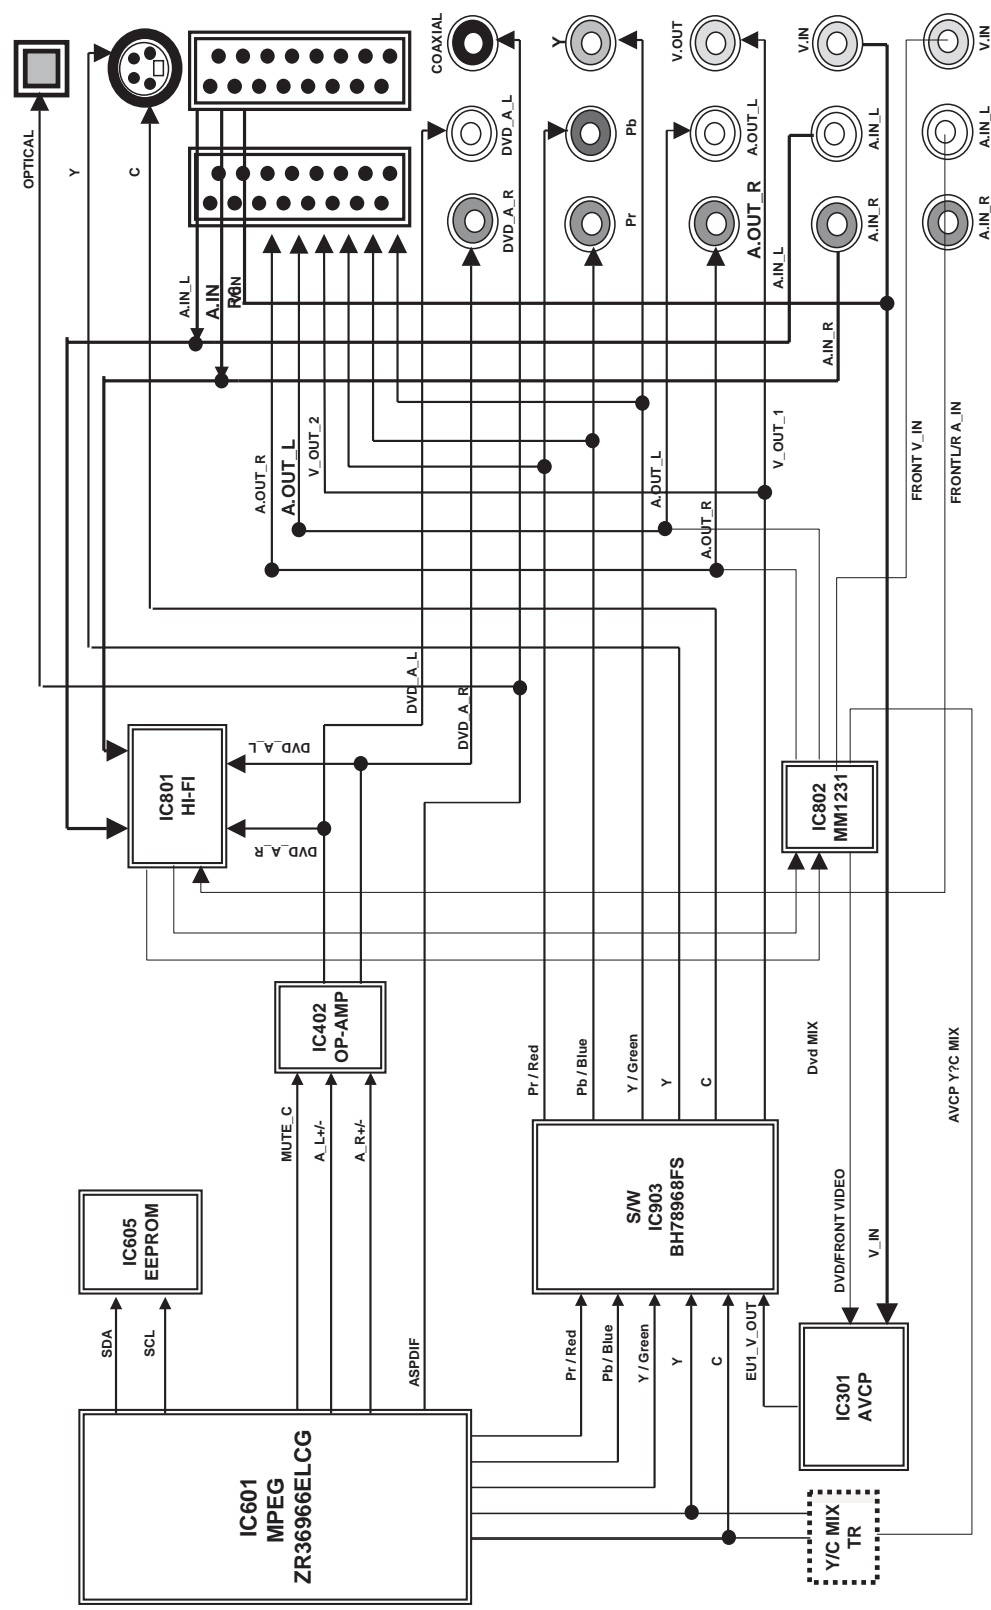 OPTICAL
Y
C
COAXIAL
DVD_A_L
DVD_A_R
Y
Pb
Pr
V.OUT
A.OUT_L
A.OUT_R
V.IN
A.IN_L
A.IN_R
V.IN
A.IN_L
A.IN_R
A.IN_L
A.IN
A.IN_L
A.IN_R
A.OUT_R
A.OUT_L
V_OUT_2
A.OUT_L
A.OUT_R
V_OUT_1
FRONT V_IN
FRONTL/R A_IN
DVD_A_L
DVD_A_R
IC801
HI-FI
DVD_A_L
DVD_A_R
IC802
MM1231
IC402
OP-AMP
MUTE_C
A_L+/-
A_R+/-
Pr / Red
Pb / Blue
Y / Green
Y
C
Dvd MIX
AVCP Y?C MIX
IC605
EEPROM
SDA
SCL
ASPDIF
S/W
IC903
BH78968FS
DVD/FRONT VIDEO
V_IN
Pr / Red
Pb / Blue
Y / Green
Y
C
EU1_V_OUT
IC301
AVCP
IC601
MPEG
ZR36966ELCG
Y/C MIX
TR